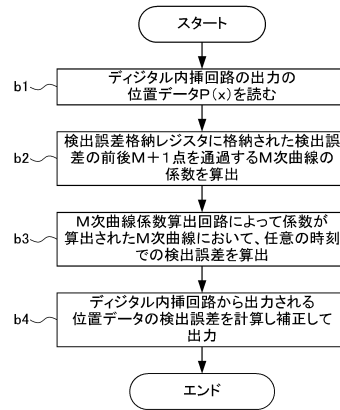 スタート
b1
ディジタル内挿回路の出力の
位置データP(x)を読む
b2
検出誤差格納レジスタに格納された検出誤
差の前後M+1点を通過するM次曲線の
係数を算出
b3
M次曲線係数算出回路によって係数が
算出されたM次曲線において、任意の時刻
での検出誤差を算出
b4
ディジタル内挿回路から出力される
位置データの検出誤差を計算し補正して
出力
エンド